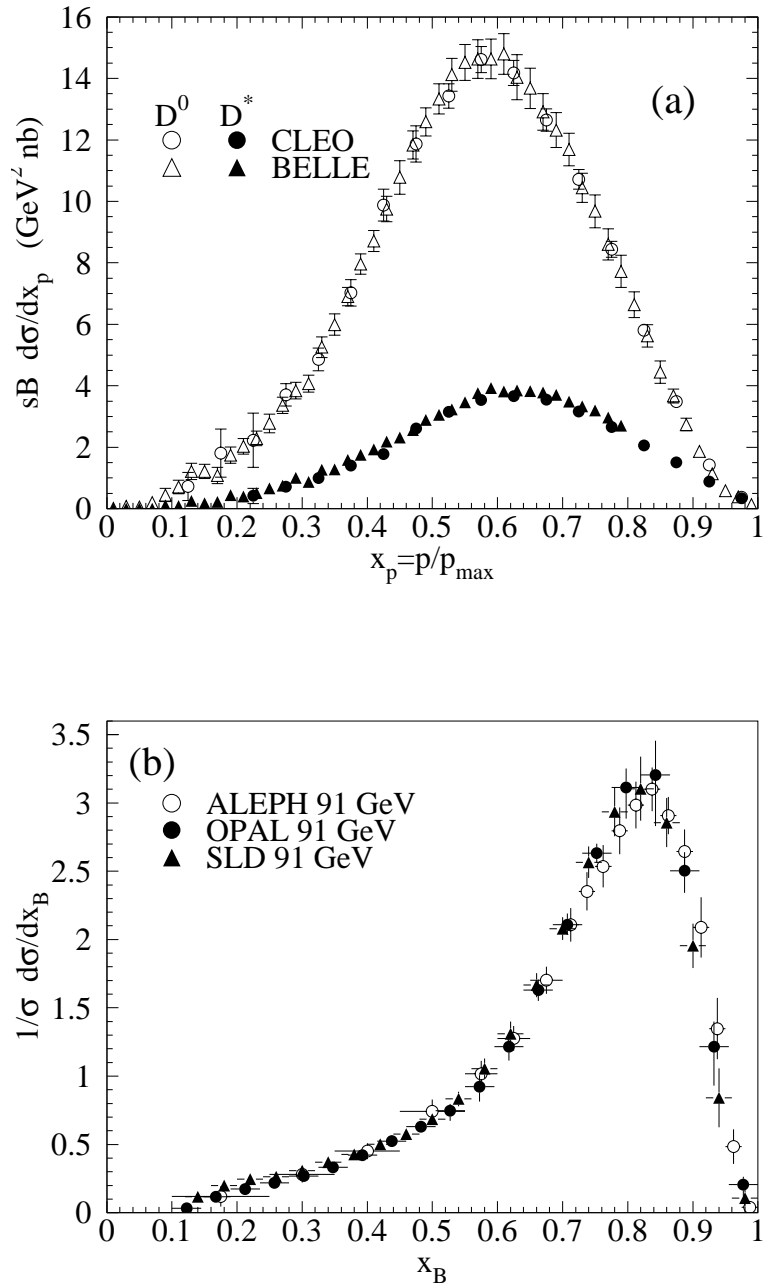 16
14
12
10
8
6
4
2
0
sB dσ/dx_p (GeV² nb)
(a)
D⁰ D*
CLEO
BELLE
0 0.1 0.2 0.3 0.4 0.5 0.6 0.7 0.8 0.9 1
x_p=p/p_max
3.5
3
2.5
2
1.5
1
0.5
0
1/σ dσ/dx_B
(b)
ALEPH 91 GeV
OPAL 91 GeV
SLD 91 GeV
0 0.1 0.2 0.3 0.4 0.5 0.6 0.7 0.8 0.9 1
x_B